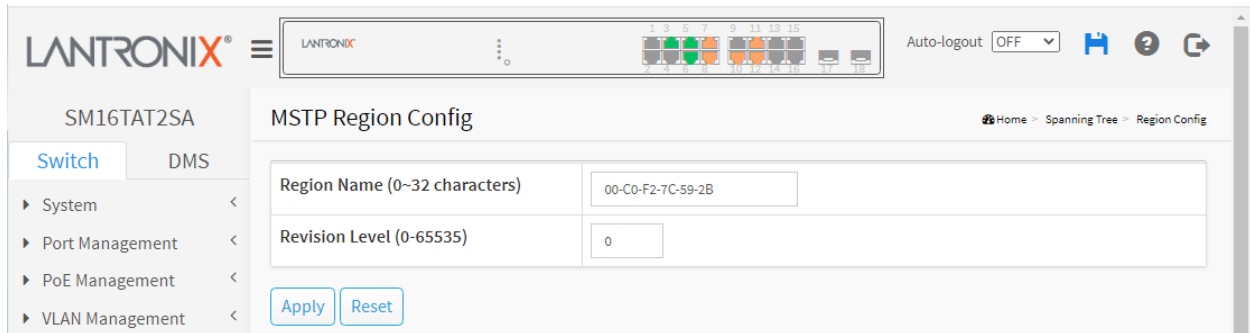 LANTRONIX®
LANTRONIX
1 3 5 7 9 11 13 15
2 4 6 8 10 12 14 16 17 18
Auto-logout OFF
SM16TAT2SA
MSTP Region Config
Home > Spanning Tree > Region Config
Switch DMS
Region Name (0~32 characters) 00-C0-F2-7C-59-2B
System
Revision Level (0-65535) 0
Port Management
PoE Management
Apply Reset
VLAN Management